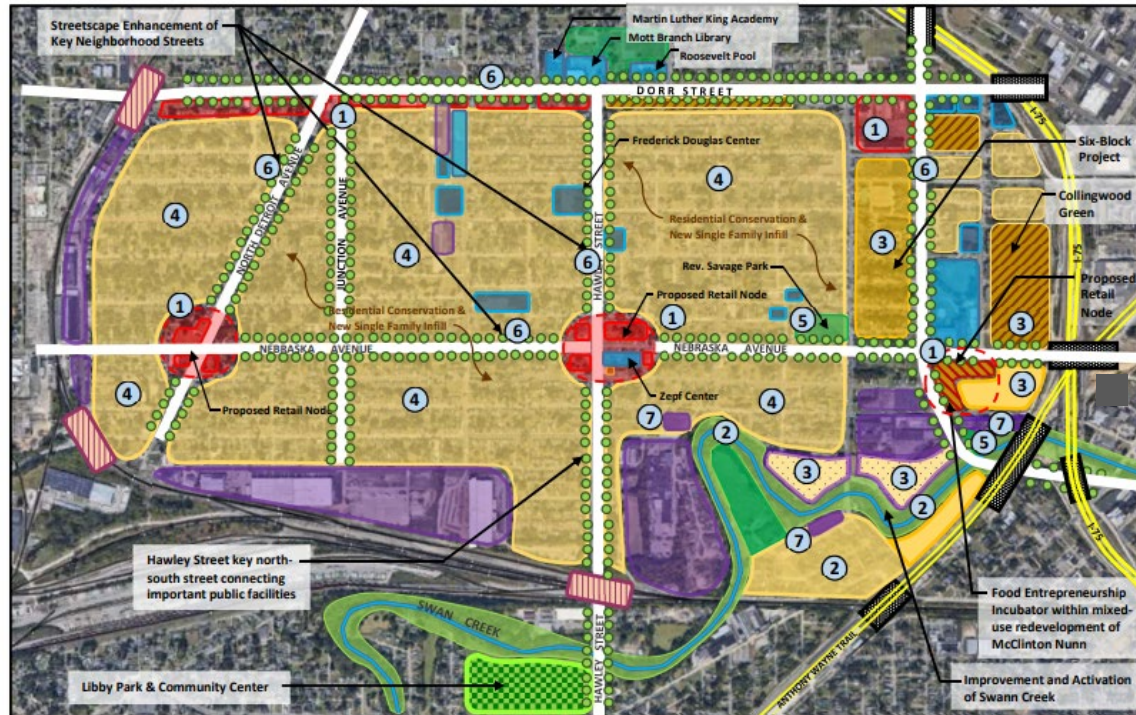 Streetscape Enhancement of
Key Neighborhood Streets
Martin Luther King Academy
Mott Branch Library
Roosevelt Pool
6
DORR STREET
I-75
1
1
Six-Block
Project
Frederick Douglas Center
6
6
4
4
NORTH DETROIT AVENUE
JUNCTION AVENUE
HAWLEY STREET
Collingwood
Green
Residential Conservation &
New Single Family Infill
3
4
6
Rev. Savage Park
I-75
Proposed
Retail
Node
Residential Conservation &
New Single Family Infill
Proposed Retail Node
1
1
5
6
3
NEBRASKA AVENUE
NEBRASKA AVENUE
1
4
Proposed Retail Node
4
Zepf Center
4
3
7
7
2
5
3
3
2
7
2
Hawley Street key north-
south street connecting
important public facilities
I-75
SWAN CREEK
HAWLEY STREET
ANTHONY WAYNE TRAIL
Food Entrepreneurship
Incubator within mixed-
use redevelopment of
McClinton Nunn
Libby Park & Community Center
Improvement and Activation
of Swann Creek